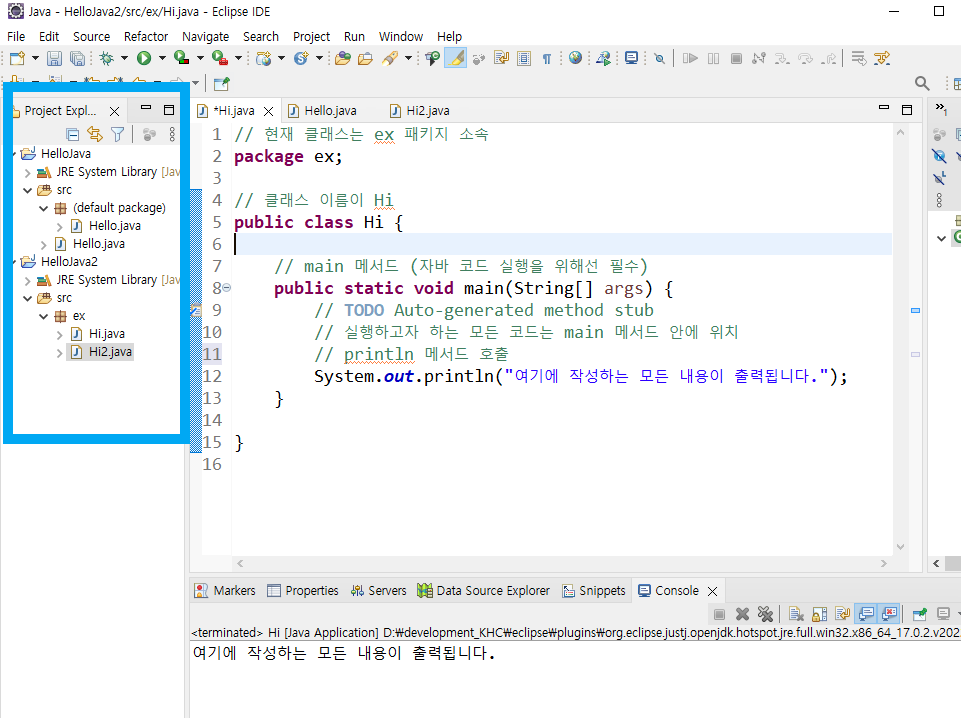 Java - HelloJava2/src/ex/Hi.java - Eclipse IDE
File Edit Source Refactor Navigate Search Project Run Window Help
Project Expl...
HelloJava
JRE System Library [Jav
src
(default package)
Hello.java
Hello.java
HelloJava2
JRE System Library [Jav
src
ex
Hi.java
Hi2.java
*Hi.java Hello.java Hi2.java
1 // 현재 클래스는 ex 패키지 소속
2 package ex;
3
4 // 클래스 이름이 Hi
5 public class Hi {
6
7 // main 메서드 (자바 코드 실행을 위해선 필수)
8 public static void main(String[] args) {
9 // TODO Auto-generated method stub
10 // 실행하고자 하는 모든 코드는 main 메서드 안에 위치
11 // println 메서드 호출
12 System.out.println("여기에 작성하는 모든 내용이 출력됩니다.");
13 }
14
15 }
16
Markers Properties Servers Data Source Explorer Snippets Console
<terminated> Hi [Java Application] D:₩development_KHC₩eclipse₩plugins₩org.eclipse.justj.openjdk.hotspot.jre.full.win32.x86_64_17.0.2.v202
여기에 작성하는 모든 내용이 출력됩니다.